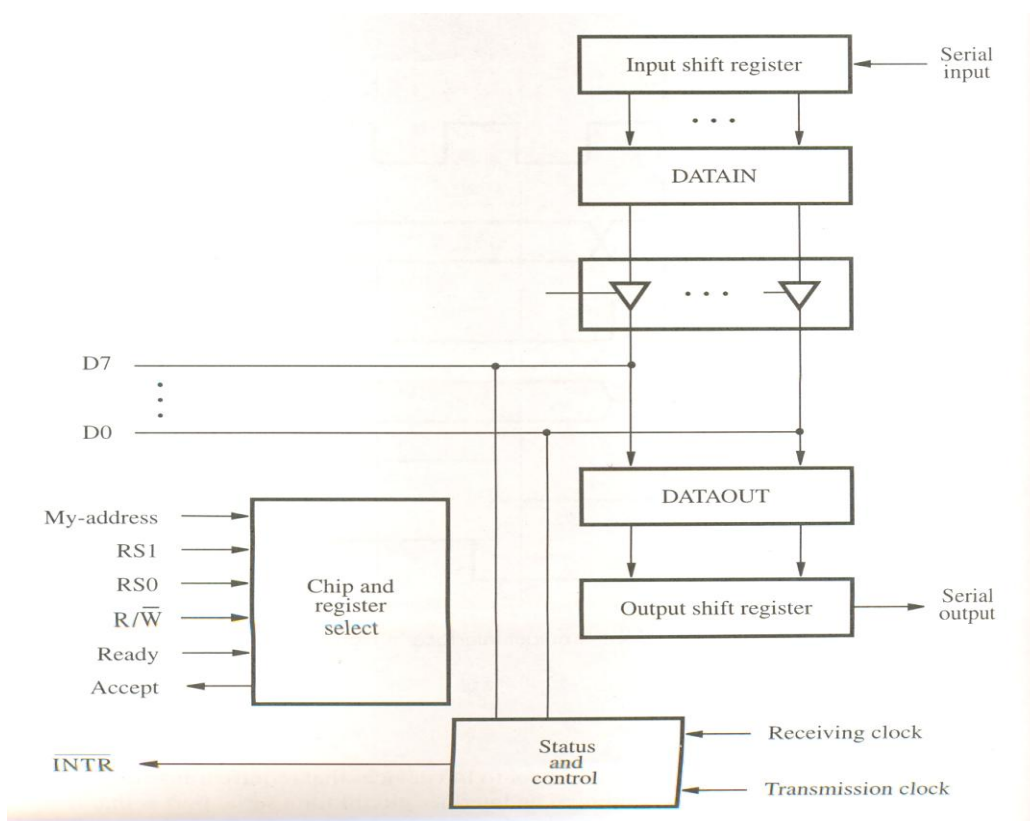 Input shift register
Serial
input
. . .
DATAIN
. . .
D7
D0
DATAOUT
My-address
RS1
RS0
R/W̅
Ready
Accept
Chip and
register
select
Output shift register
Serial
output
I̅N̅T̅R̅
Status
and
control
Receiving clock
Transmission clock